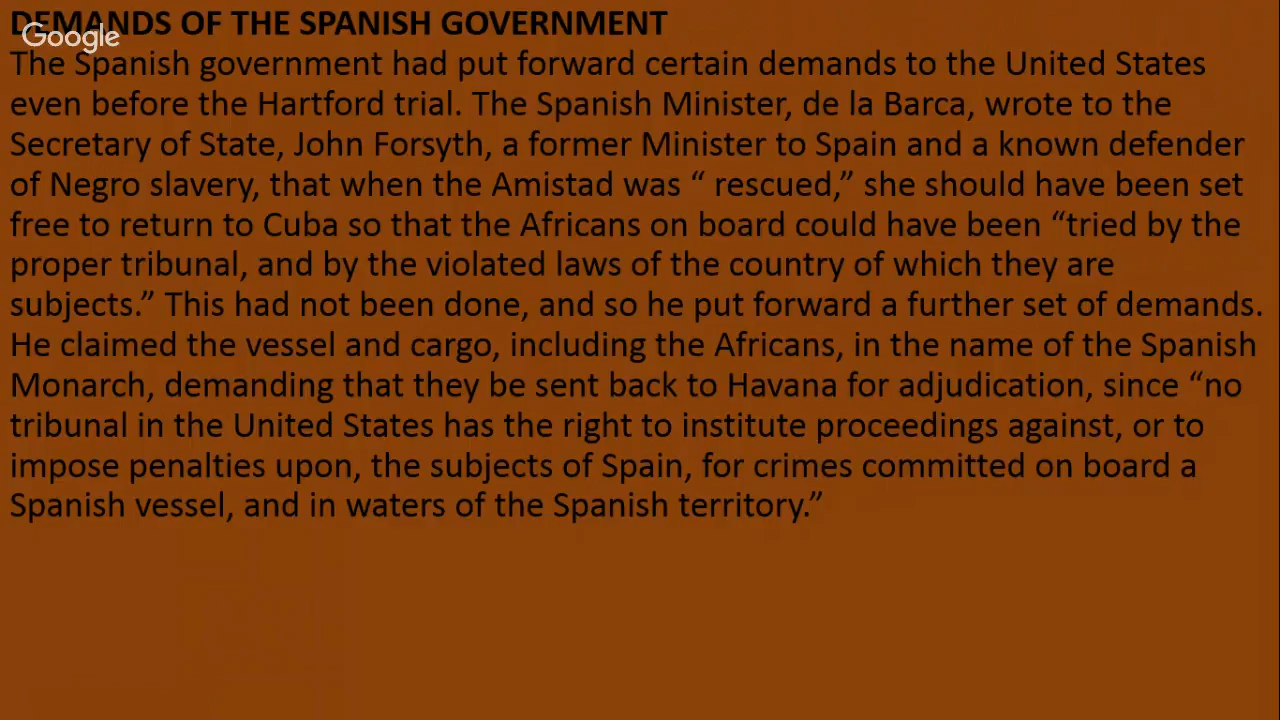 DEMANDS OF THE SPANISH GOVERNMENT
Google
The Spanish government had put forward certain demands to the United States
even before the Hartford trial. The Spanish Minister, de la Barca, wrote to the
Secretary of State, John Forsyth, a former Minister to Spain and a known defender
of Negro slavery, that when the Amistad was “ rescued,” she should have been set
free to return to Cuba so that the Africans on board could have been “tried by the
proper tribunal, and by the violated laws of the country of which they are
subjects.” This had not been done, and so he put forward a further set of demands.
He claimed the vessel and cargo, including the Africans, in the name of the Spanish
Monarch, demanding that they be sent back to Havana for adjudication, since “no
tribunal in the United States has the right to institute proceedings against, or to
impose penalties upon, the subjects of Spain, for crimes committed on board a
Spanish vessel, and in waters of the Spanish territory.”